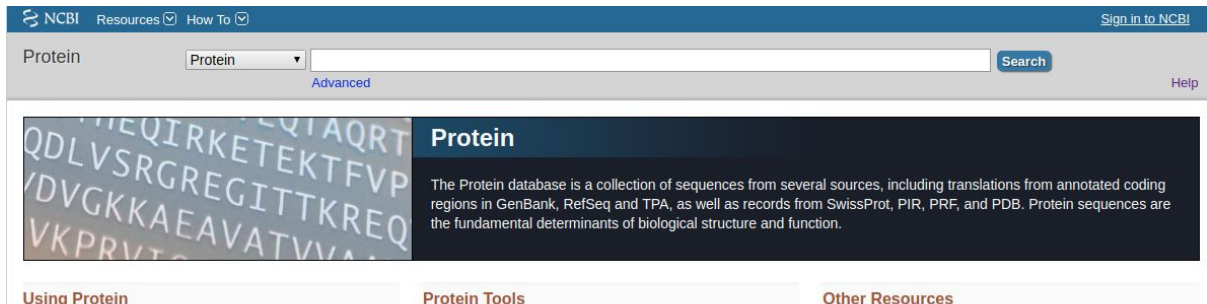 NCBI Resources How To Sign in to NCBI
Protein Protein Search
Advanced Help
QDLVSRGREGITTKREQ
VDVGKKAEAVATVVA
Protein
The Protein database is a collection of sequences from several sources, including translations from annotated coding
regions in GenBank, RefSeq and TPA, as well as records from SwissProt, PIR, PRF, and PDB. Protein sequences are
the fundamental determinants of biological structure and function.
Using Protein Protein Tools Other Resources